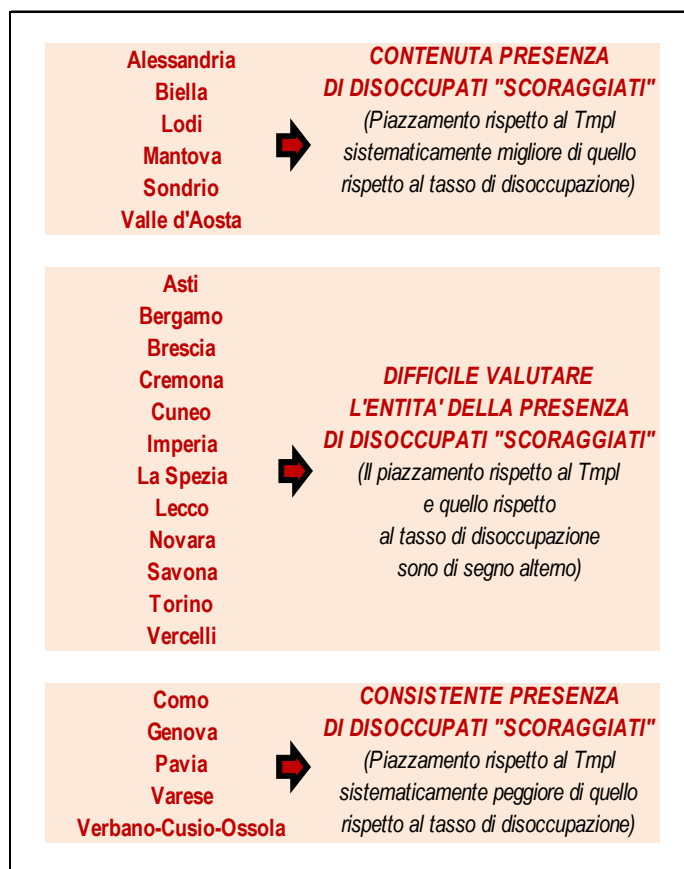 Alessandria
Biella
Lodi
Mantova
Sondrio
Valle d'Aosta
CONTENUTA PRESENZA
DI DISOCCUPATI "SCORAGGIATI"
(Piazzamento rispetto al Tmpl
sistematicamente migliore di quello
rispetto al tasso di disoccupazione)
Asti
Bergamo
Brescia
Cremona
Cuneo
Imperia
La Spezia
Lecco
Novara
Savona
Torino
Vercelli
DIFFICILE VALUTARE
L'ENTITA' DELLA PRESENZA
DI DISOCCUPATI "SCORAGGIATI"
(Il piazzamento rispetto al Tmpl
e quello rispetto
al tasso di disoccupazione
sono di segno alterno)
Como
Genova
Pavia
Varese
Verbano-Cusio-Ossola
CONSISTENTE PRESENZA
DI DISOCCUPATI "SCORAGGIATI"
(Piazzamento rispetto al Tmpl
sistematicamente peggiore di quello
rispetto al tasso di disoccupazione)